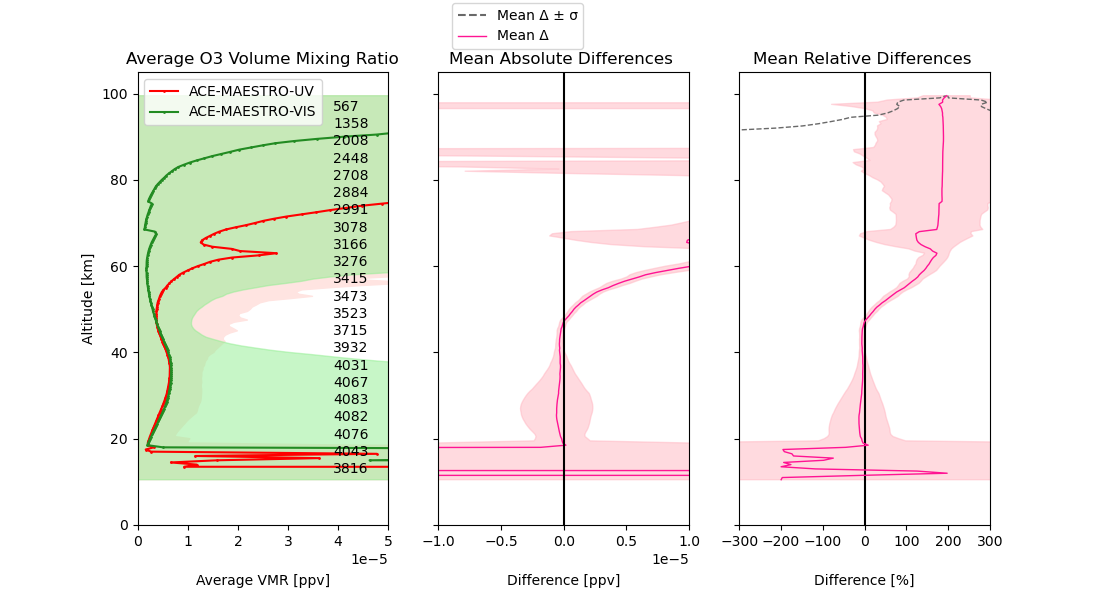 Mean Δ ± σ
Mean Δ
Average O3 Volume Mixing Ratio
Mean Absolute Differences
Mean Relative Differences
ACE-MAESTRO-UV
ACE-MAESTRO-VIS
567
1358
2008
2448
2708
2884
2991
3078
3166
3276
3415
3473
3523
3715
3932
4031
4067
4083
4082
4076
4043
3816
100
80
60
40
20
0
Altitude [km]
0 1 2 3 4 5
1e−5
Average VMR [ppv]
−1.0 −0.5 0.0 0.5 1.0
1e−5
Difference [ppv]
−300 −200 −100 0 100 200 300
Difference [%]